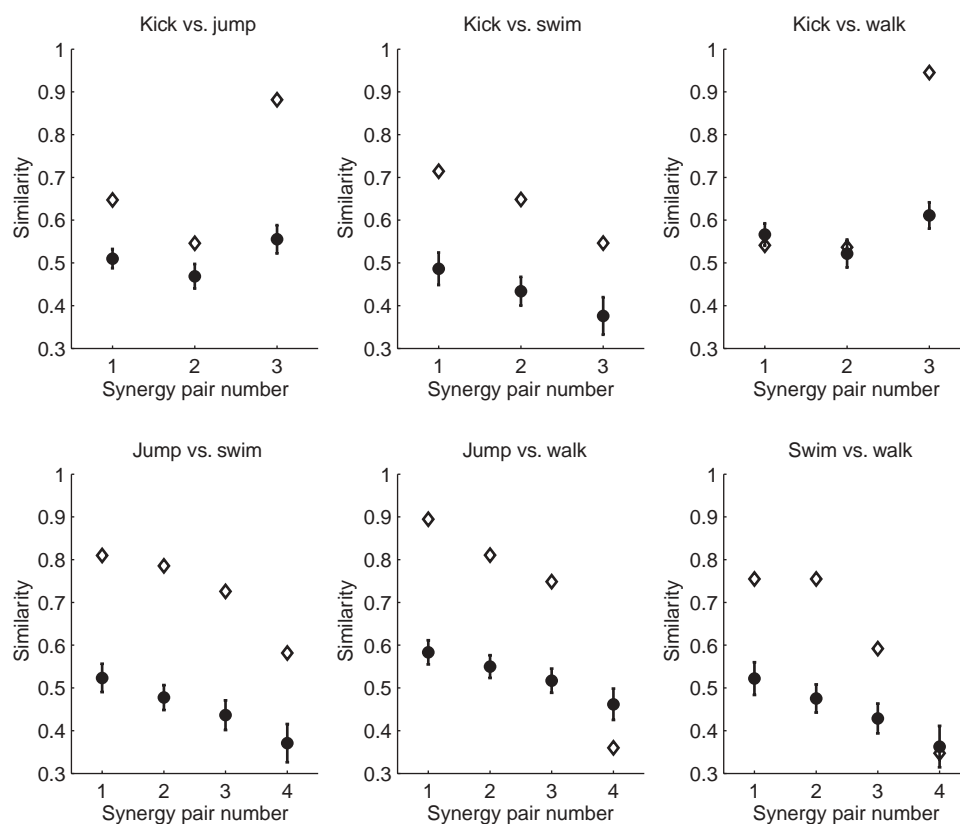 Kick vs. jump
Kick vs. swim
Kick vs. walk
1
0.9
0.8
0.7
0.6
0.5
0.4
0.3
Similarity
1 2 3
Synergy pair number
1
0.9
0.8
0.7
0.6
0.5
0.4
0.3
Similarity
1 2 3
Synergy pair number
1
0.9
0.8
0.7
0.6
0.5
0.4
0.3
Similarity
1 2 3
Synergy pair number
Jump vs. swim
Jump vs. walk
Swim vs. walk
1
0.9
0.8
0.7
0.6
0.5
0.4
0.3
Similarity
1 2 3 4
Synergy pair number
1
0.9
0.8
0.7
0.6
0.5
0.4
0.3
Similarity
1 2 3 4
Synergy pair number
1
0.9
0.8
0.7
0.6
0.5
0.4
0.3
Similarity
1 2 3 4
Synergy pair number